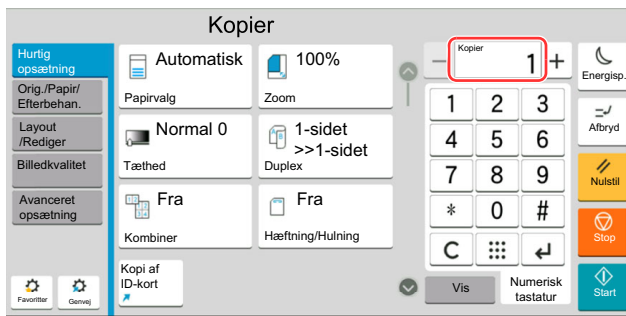 Kopier
Hurtig
opsætning
Orig./Papir/
Efterbehan.
Layout
/Rediger
Billedkvalitet
Avanceret
opsætning
Favoritter
Genvej
Automatisk
Papirvalg
100%
Zoom
Normal 0
Tæthed
1-sidet
>>1-sidet
Duplex
Fra
Kombiner
Fra
Hæftning/Hulning
Kopi af
ID-kort
Kopier
− 1 +
1 2 3
4 5 6
7 8 9
* 0 #
C
Vis
Numerisk
tastatur
Energisp.
Afbryd
Nulstil
Stop
Start